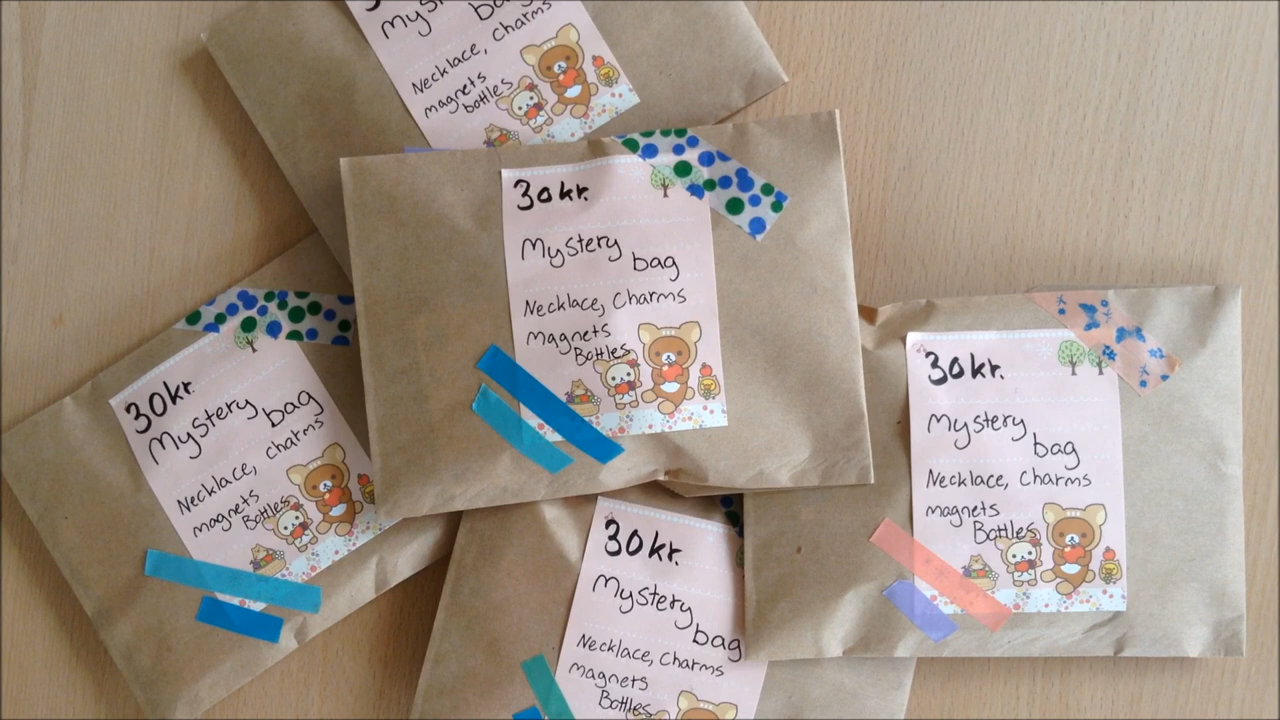 Mystery bag
Necklace, charms
magnets
bottles
30kr.
Mystery bag
Necklace, Charms
magnets
Bottles
30kr.
Mystery bag
Necklace, charms
magnets
Bottles
30kr.
Mystery bag
Necklace, Charms
magnets
Bottles
30kr.
Mystery bag
Necklace, Charms
magnets
Bottles